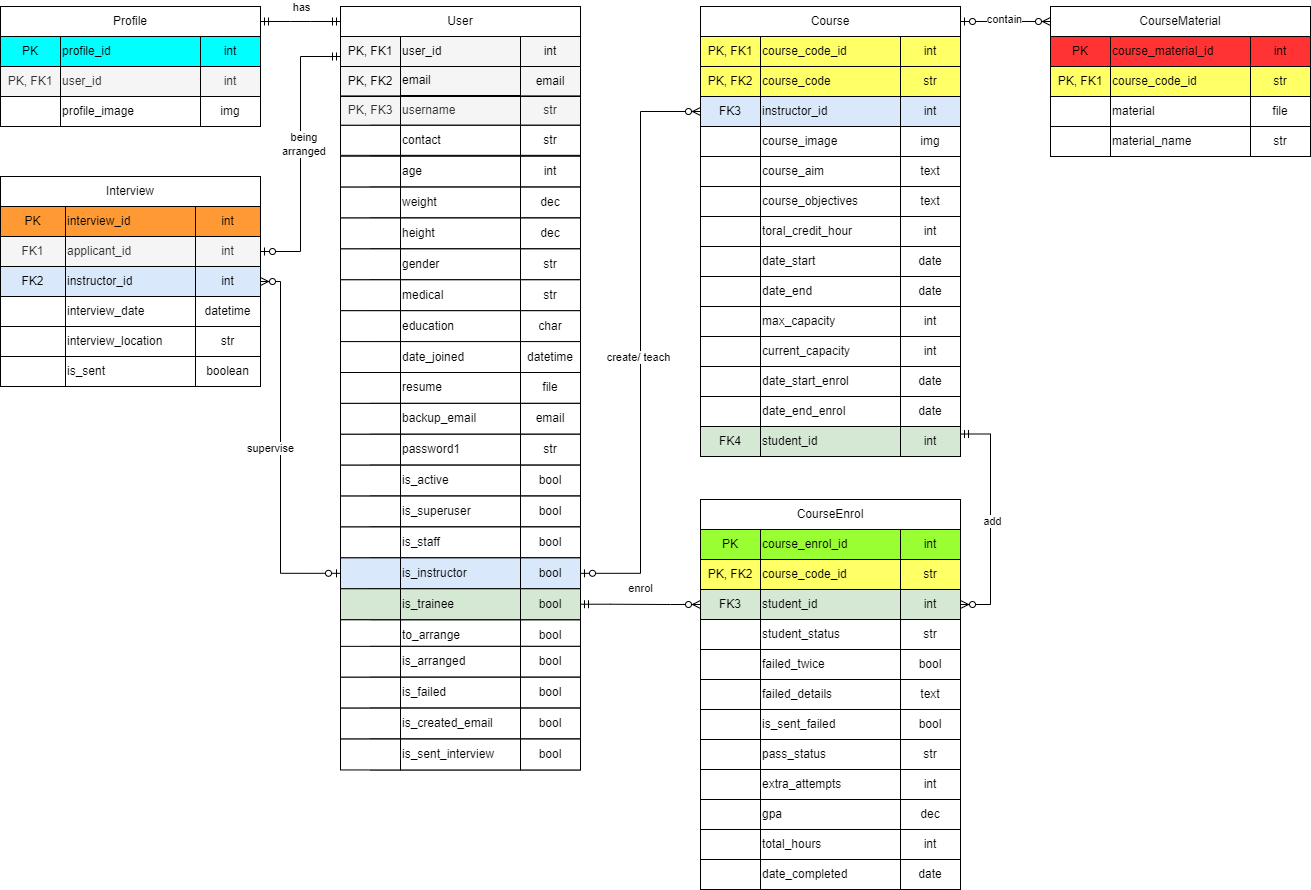 Profile
PK profile_id int
PK, FK1 user_id int
profile_image img
has
being
arranged
Interview
PK interview_id int
FK1 applicant_id int
FK2 instructor_id int
interview_date datetime
interview_location str
is_sent boolean
supervise
User
PK, FK1 user_id int
PK, FK2 email email
PK, FK3 username str
contact str
age int
weight dec
height dec
gender str
medical str
education char
date_joined datetime
resume file
backup_email email
password1 str
is_active bool
is_superuser bool
is_staff bool
is_instructor bool
is_trainee bool
to_arrange bool
is_arranged bool
is_failed bool
is_created_email bool
is_sent_interview bool
create/ teach
enrol
Course
PK, FK1 course_code_id int
PK, FK2 course_code str
FK3 instructor_id int
course_image img
course_aim text
course_objectives text
toral_credit_hour int
date_start date
date_end date
max_capacity int
current_capacity int
date_start_enrol date
date_end_enrol date
FK4 student_id int
contain
CourseMaterial
PK course_material_id int
PK, FK1 course_code_id str
material file
material_name str
add
CourseEnrol
PK course_enrol_id int
PK, FK2 course_code_id str
FK3 student_id int
student_status str
failed_twice bool
failed_details text
is_sent_failed bool
pass_status str
extra_attempts int
gpa dec
total_hours int
date_completed date